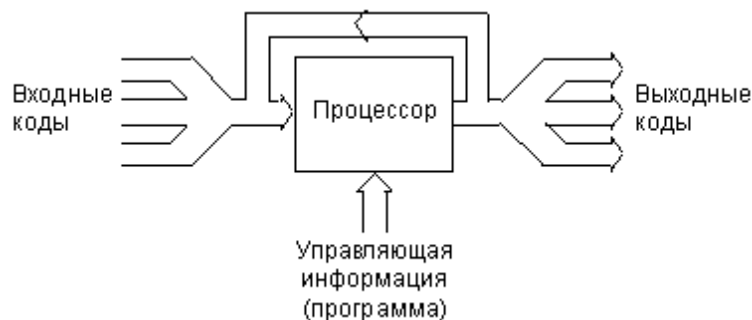 Входные
коды
Процессор
Выходные
коды
Управляющая
информация
(программа)